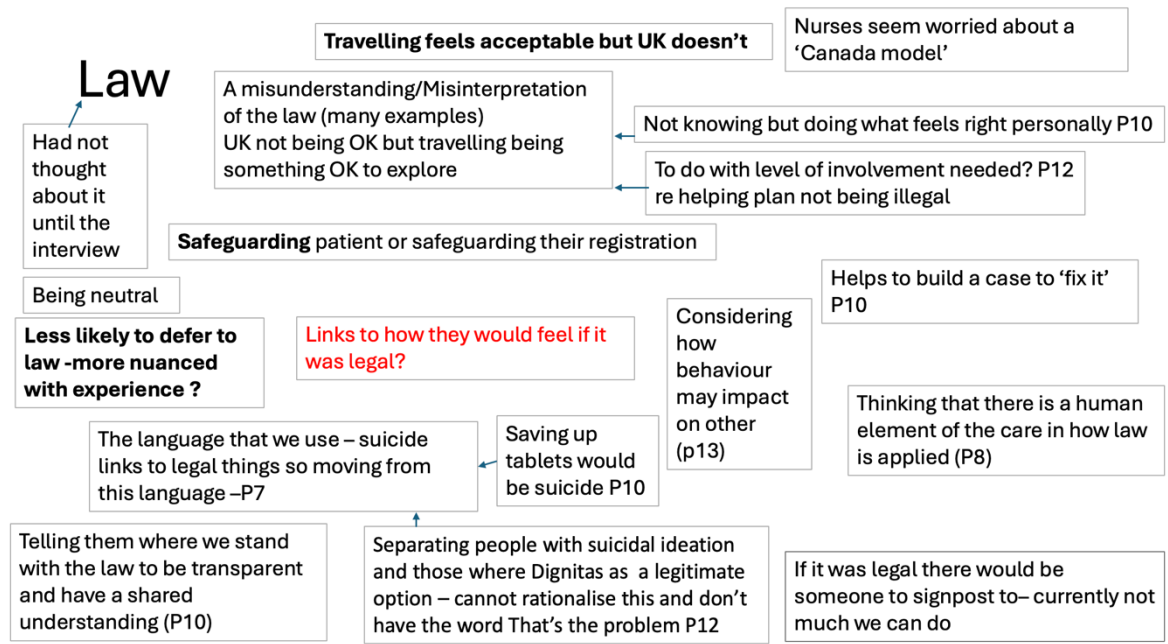 Travelling feels acceptable but UK doesn't
Nurses seem worried about a
'Canada model'
Law
A misunderstanding/Misinterpretation
of the law (many examples)
UK not being OK but travelling being
something OK to explore
Not knowing but doing what feels right personally P10
To do with level of involvement needed? P12
re helping plan not being illegal
Had not
thought
about it
until the
interview
Safeguarding patient or safeguarding their registration
Being neutral
Helps to build a case to 'fix it'
P10
Less likely to defer to
law -more nuanced
with experience ?
Links to how they would feel if it
was legal?
Considering
how
behaviour
may impact
on other
(p13)
Thinking that there is a human
element of the care in how law
is applied (P8)
The language that we use – suicide
links to legal things so moving from
this language –P7
Saving up
tablets would
be suicide P10
Telling them where we stand
with the law to be transparent
and have a shared
understanding (P10)
Separating people with suicidal ideation
and those where Dignitas as  a legitimate
option – cannot rationalise this and don't
have the word That's the problem P12
If it was legal there would be
someone to signpost to– currently not
much we can do